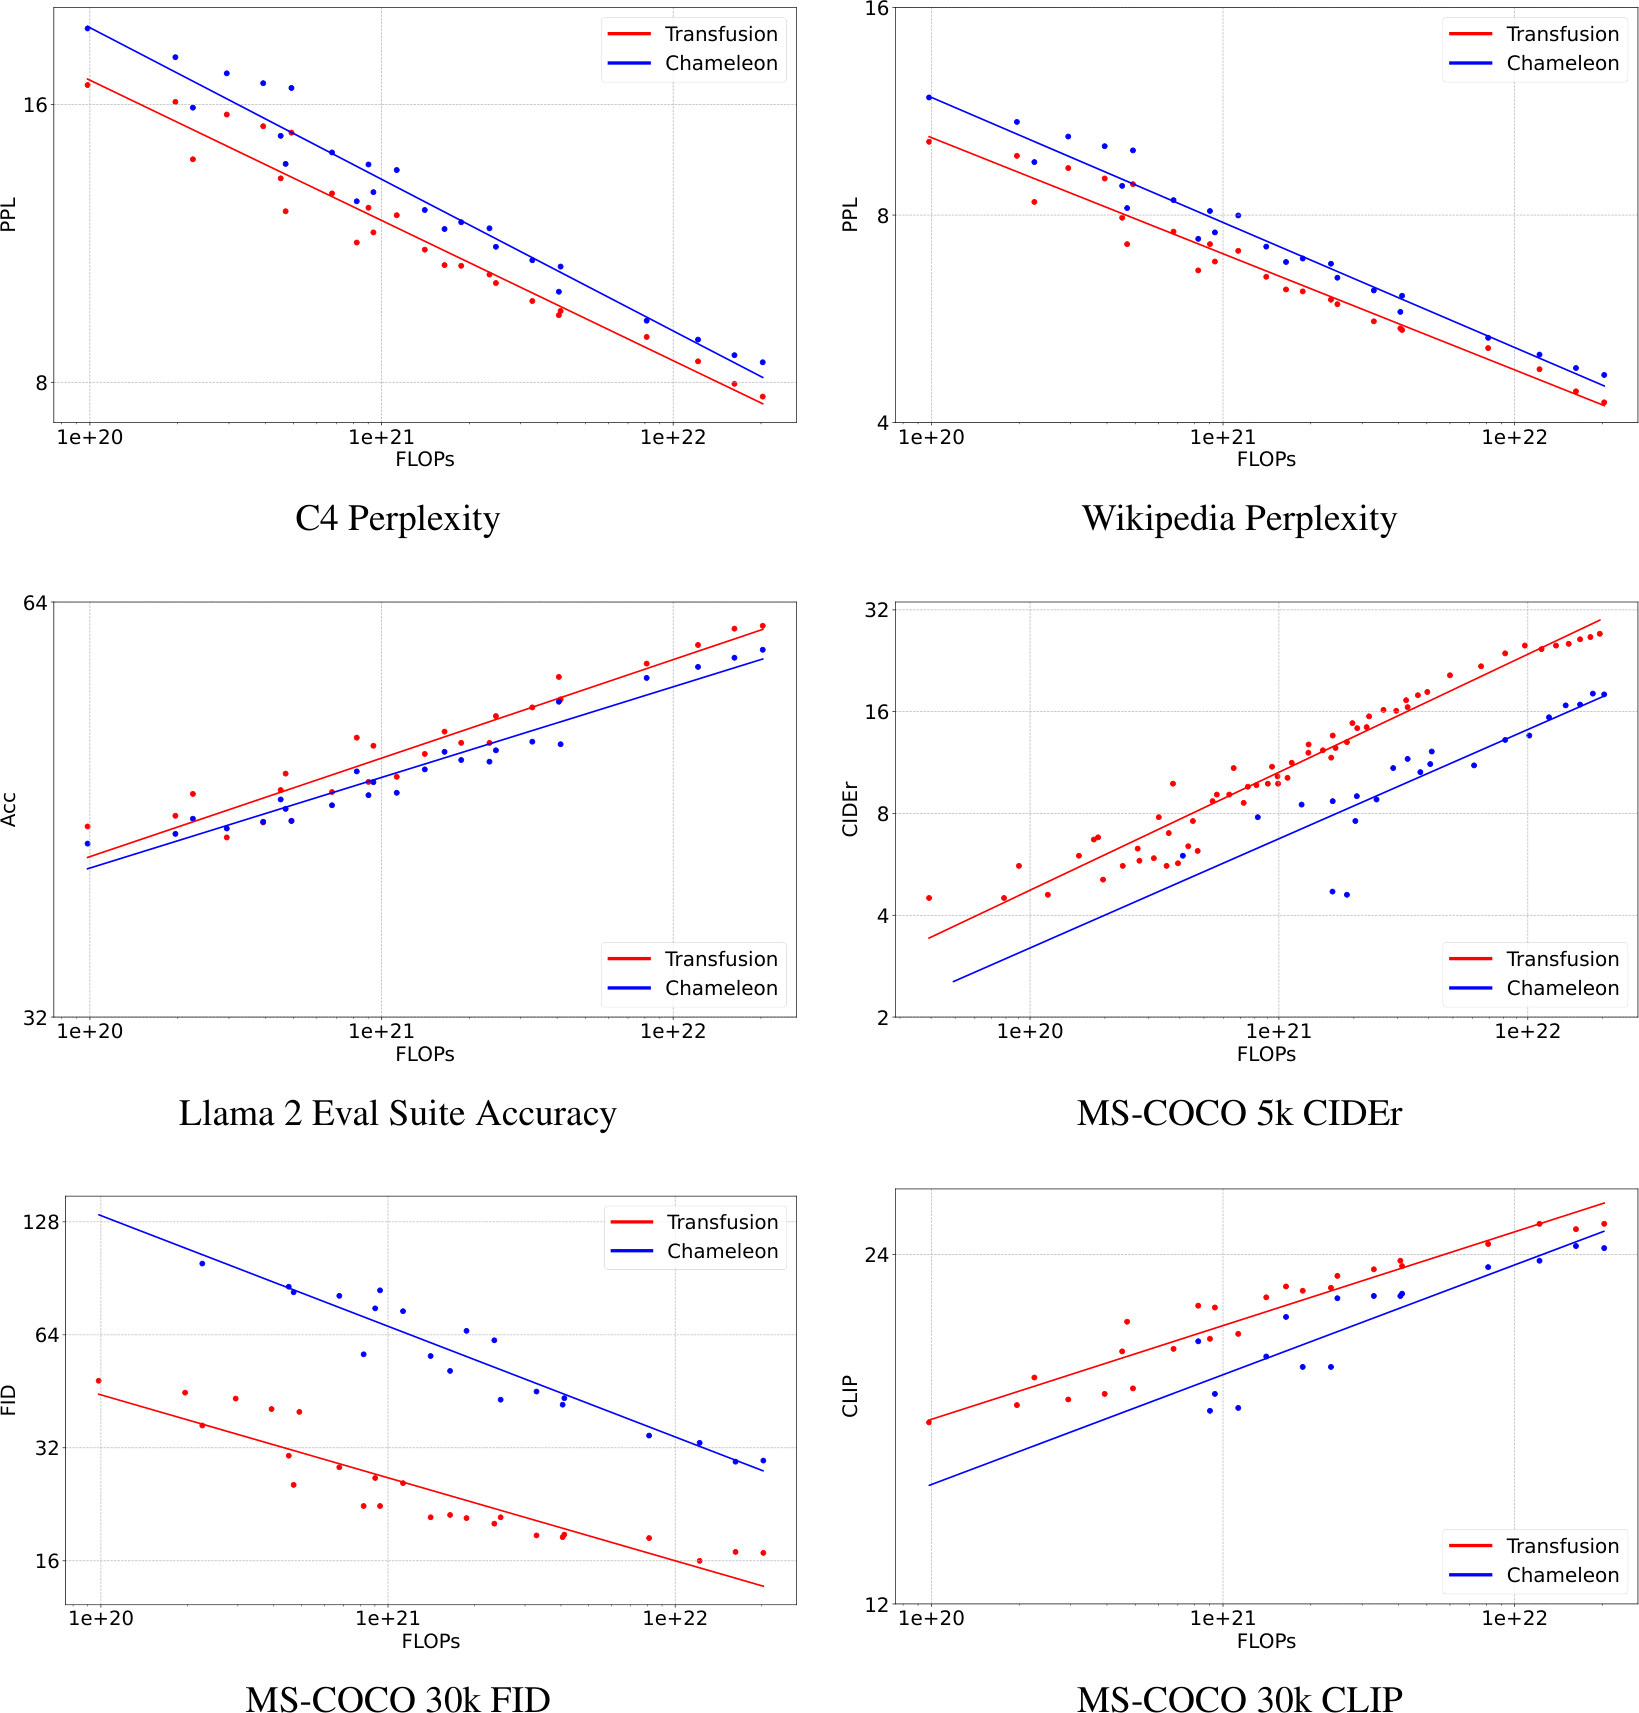 Transfusion
Chameleon
16
8
PPL
1e+20
1e+21
1e+22
FLOPs
C4 Perplexity
Transfusion
Chameleon
16
8
4
PPL
1e+20
1e+21
1e+22
FLOPs
Wikipedia Perplexity
64
32
Acc
Transfusion
Chameleon
1e+20
1e+21
1e+22
FLOPs
Llama 2 Eval Suite Accuracy
32
16
8
4
2
CIDEr
Transfusion
Chameleon
1e+20
1e+21
1e+22
FLOPs
MS-COCO 5k CIDEr
Transfusion
Chameleon
128
64
32
16
FID
1e+20
1e+21
1e+22
FLOPs
MS-COCO 30k FID
24
12
CLIP
Transfusion
Chameleon
1e+20
1e+21
1e+22
FLOPs
MS-COCO 30k CLIP